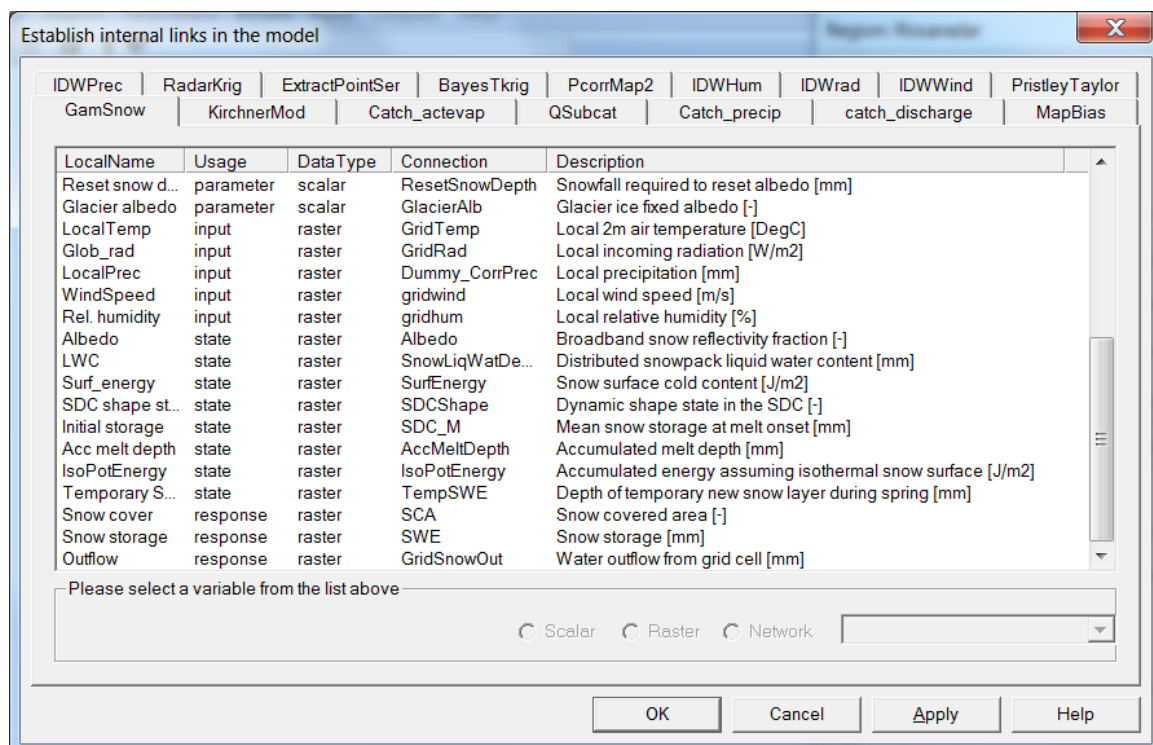 Establish internal links in the model
IDWPrec RadarKrig ExtractPointSer BayesTkrig PcorrMap2 IDWHum IDWrad IDWWind PristleyTaylor
GamSnow KirchnerMod Catch_actevap QSubcat Catch_precip catch_discharge MapBias
LocalName Usage DataType Connection Description
Reset snow d... parameter scalar ResetSnowDepth Snowfall required to reset albedo [mm]
Glacier albedo parameter scalar GlacierAlb Glacier ice fixed albedo [-]
LocalTemp input raster GridTemp Local 2m air temperature [DegC]
Glob_rad input raster GridRad Local incoming radiation [W/m2]
LocalPrec input raster Dummy_CorrPrec Local precipitation [mm]
WindSpeed input raster gridwind Local wind speed [m/s]
Rel. humidity input raster gridhum Local relative humidity [%]
Albedo state raster Albedo Broadband snow reflectivity fraction [-]
LWC state raster SnowLiqWatDe... Distributed snowpack liquid water content [mm]
Surf_energy state raster SurfEnergy Snow surface cold content [J/m2]
SDC shape st... state raster SDCShape Dynamic shape state in the SDC [-]
Initial storage state raster SDC_M Mean snow storage at melt onset [mm]
Acc melt depth state raster AccMeltDepth Accumulated melt depth [mm]
IsoPotEnergy state raster IsoPotEnergy Accumulated energy assuming isothermal snow surface [J/m2]
Temporary S... state raster TempSWE Depth of temporary new snow layer during spring [mm]
Snow cover response raster SCA Snow covered area [-]
Snow storage response raster SWE Snow storage [mm]
Outflow response raster GridSnowOut Water outflow from grid cell [mm]
Please select a variable from the list above
Scalar Raster Network
OK Cancel Apply Help